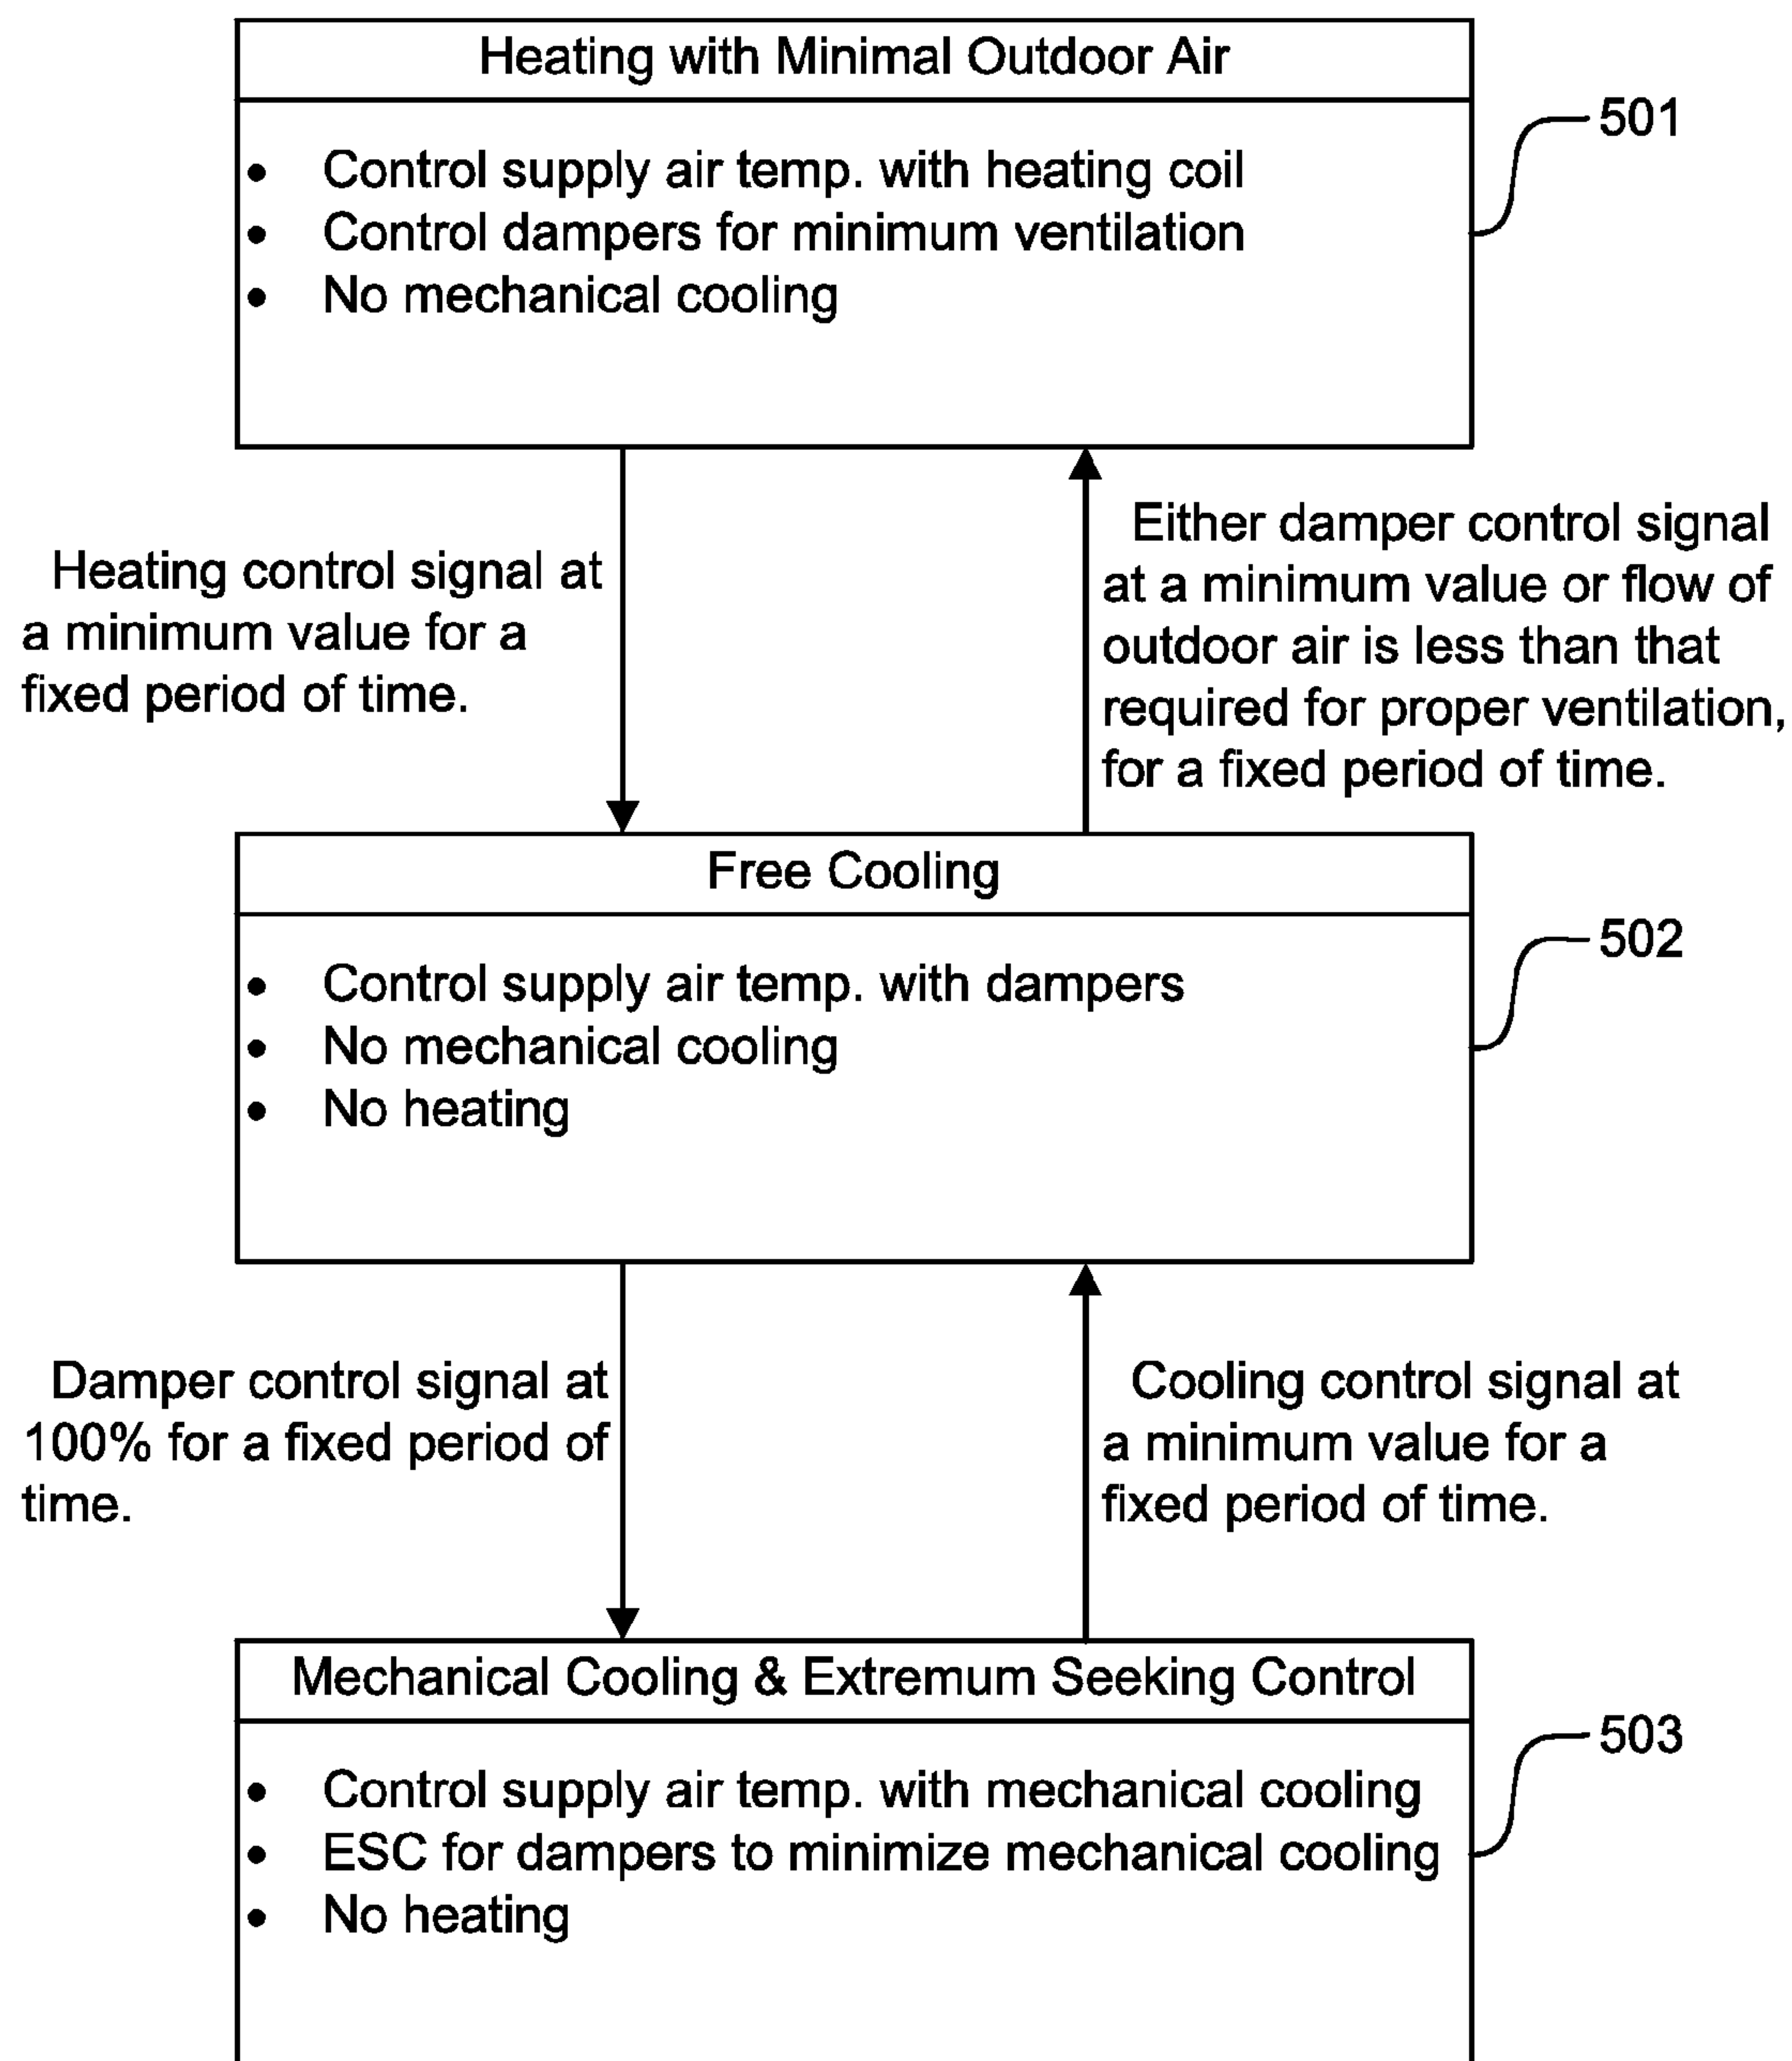 Heating with Minimal Outdoor Air
501
• Control supply air temp. with heating coil
• Control dampers for minimum ventilation
• No mechanical cooling
Heating control signal at
a minimum value for a
fixed period of time.
Either damper control signal
at a minimum value or flow of
outdoor air is less than that
required for proper ventilation,
for a fixed period of time.
Free Cooling
502
• Control supply air temp. with dampers
• No mechanical cooling
• No heating
Damper control signal at
100% for a fixed period of
time.
Cooling control signal at
a minimum value for a
fixed period of time.
Mechanical Cooling & Extremum Seeking Control
503
• Control supply air temp. with mechanical cooling
• ESC for dampers to minimize mechanical cooling
• No heating